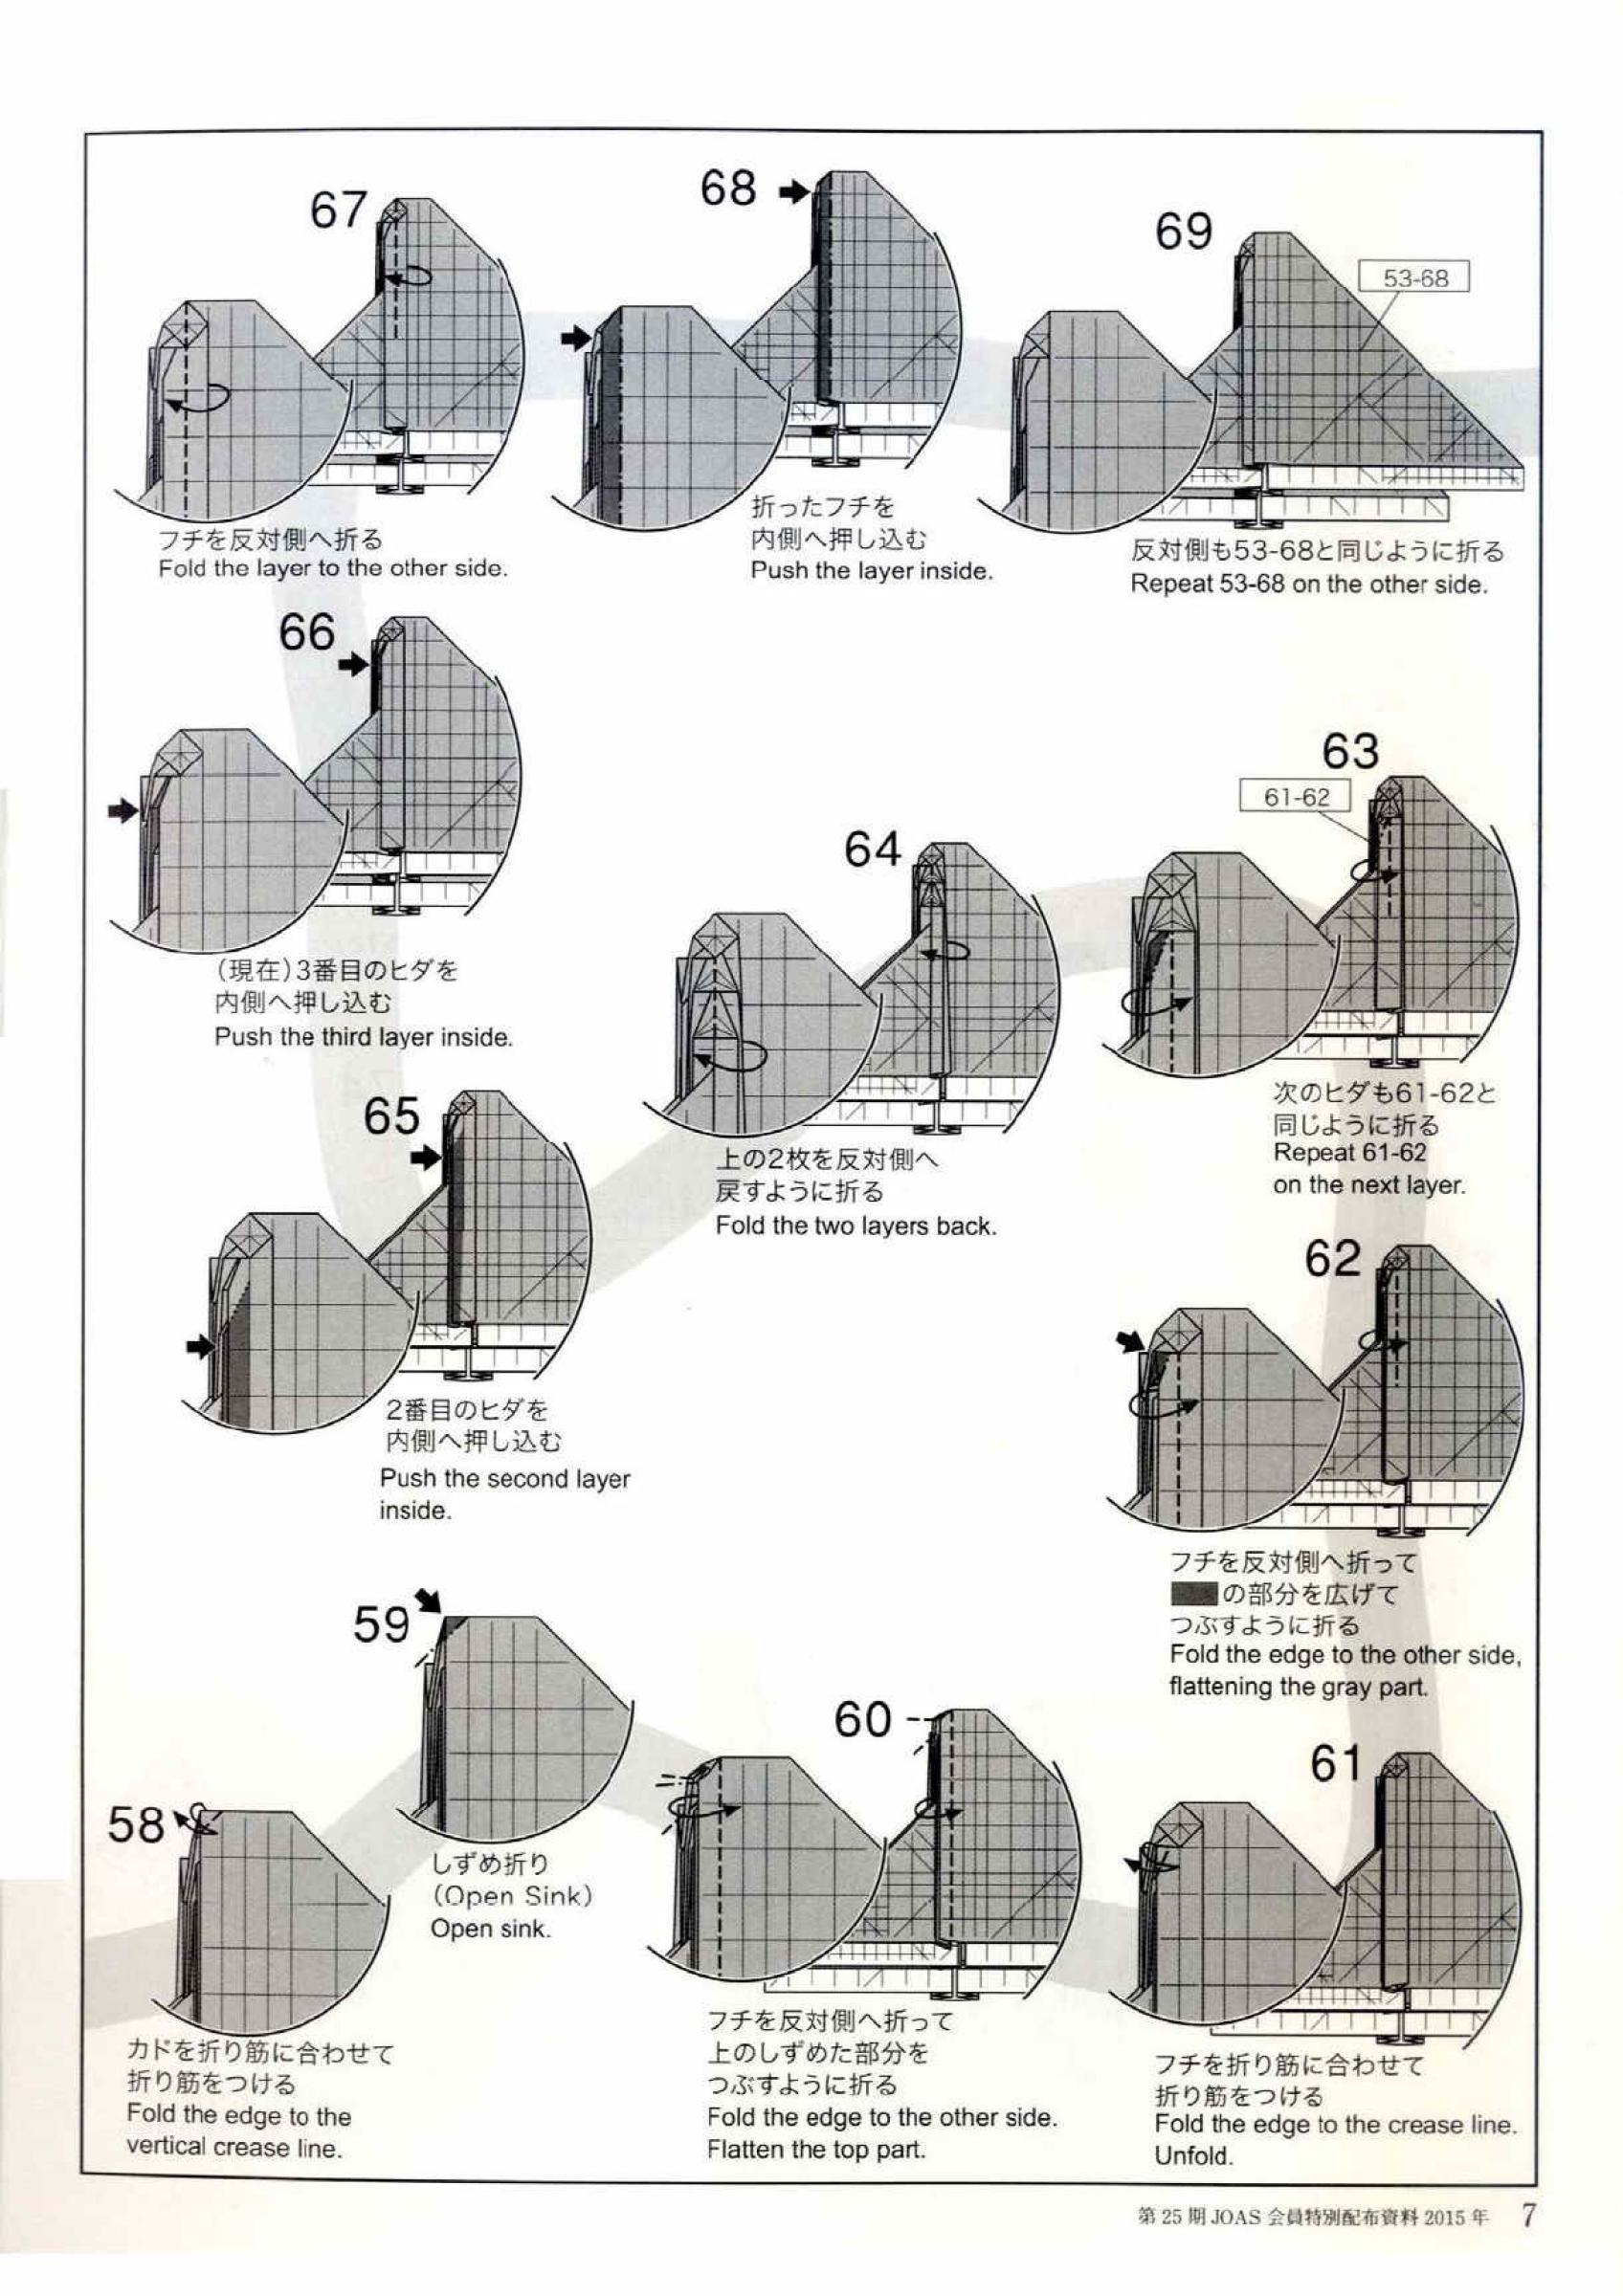 58
カドを折り筋に合わせて
折り筋をつける
Fold the edge to the
vertical crease line.
59
しずめ折り
(Open Sink)
Open sink.
60
フチを反対側へ折って
上のしずめた部分を
つぶすように折る
Fold the edge to the other side.
Flatten the top part.
61
フチを折り筋に合わせて
折り筋をつける
Fold the edge to the crease line.
Unfold.
62
フチを反対側へ折って
の部分を広げて
つぶすように折る
Fold the edge to the other side,
flattening the gray part.
63
61-62
次のヒダも61-62と
同じように折る
Repeat 61-62
on the next layer.
64
上の2枚を反対側へ
戻すように折る
Fold the two layers back.
65
2番目のヒダを
内側へ押し込む
Push the second layer
inside.
66
(現在)3番目のヒダを
内側へ押し込む
Push the third layer inside.
67
フチを反対側へ折る
Fold the layer to the other side.
68
折ったフチを
内側へ押し込む
Push the layer inside.
69
53-68
反対側も53-68と同じように折る
Repeat 53-68 on the other side.
第 25 期 JOAS 会員特別配布資料 2015 年 7